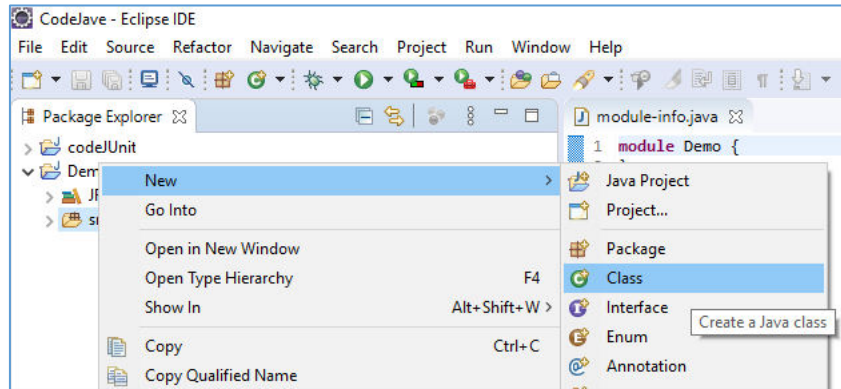 CodeJave - Eclipse IDE
File Edit Source Refactor Navigate Search Project Run Window Help
Package Explorer
module-info.java
codeJUnit
1 module Demo {
Dem
New
Java Project
Go Into
Project...
Open in New Window
Package
Open Type Hierarchy F4
Class
Show In Alt+Shift+W >
Interface
Create a Java class
Copy Ctrl+C
Enum
Copy Qualified Name
Annotation